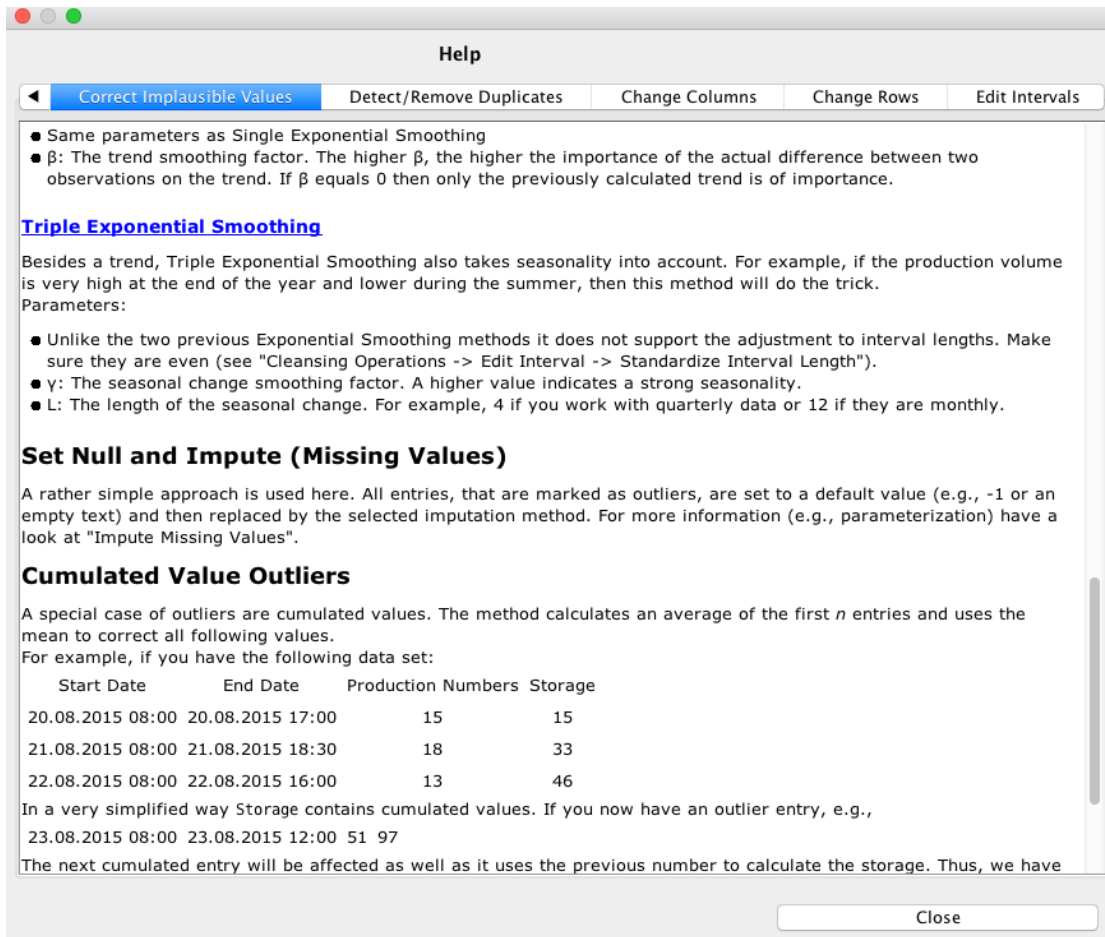 Help
◀ Correct Implausible Values Detect/Remove Duplicates Change Columns Change Rows Edit Intervals
● Same parameters as Single Exponential Smoothing
● β: The trend smoothing factor. The higher β, the higher the importance of the actual difference between two
observations on the trend. If β equals 0 then only the previously calculated trend is of importance.
Triple Exponential Smoothing
Besides a trend, Triple Exponential Smoothing also takes seasonality into account. For example, if the production volume
is very high at the end of the year and lower during the summer, then this method will do the trick.
Parameters:
● Unlike the two previous Exponential Smoothing methods it does not support the adjustment to interval lengths. Make
sure they are even (see "Cleansing Operations -> Edit Interval -> Standardize Interval Length").
● γ: The seasonal change smoothing factor. A higher value indicates a strong seasonality.
● L: The length of the seasonal change. For example, 4 if you work with quarterly data or 12 if they are monthly.
Set Null and Impute (Missing Values)
A rather simple approach is used here. All entries, that are marked as outliers, are set to a default value (e.g., -1 or an
empty text) and then replaced by the selected imputation method. For more information (e.g., parameterization) have a
look at "Impute Missing Values".
Cumulated Value Outliers
A special case of outliers are cumulated values. The method calculates an average of the first n entries and uses the
mean to correct all following values.
For example, if you have the following data set:
Start Date End Date Production Numbers Storage
20.08.2015 08:00 20.08.2015 17:00 15 15
21.08.2015 08:00 21.08.2015 18:30 18 33
22.08.2015 08:00 22.08.2015 16:00 13 46
In a very simplified way Storage contains cumulated values. If you now have an outlier entry, e.g.,
23.08.2015 08:00 23.08.2015 12:00 51 97
The next cumulated entry will be affected as well as it uses the previous number to calculate the storage. Thus, we have
Close